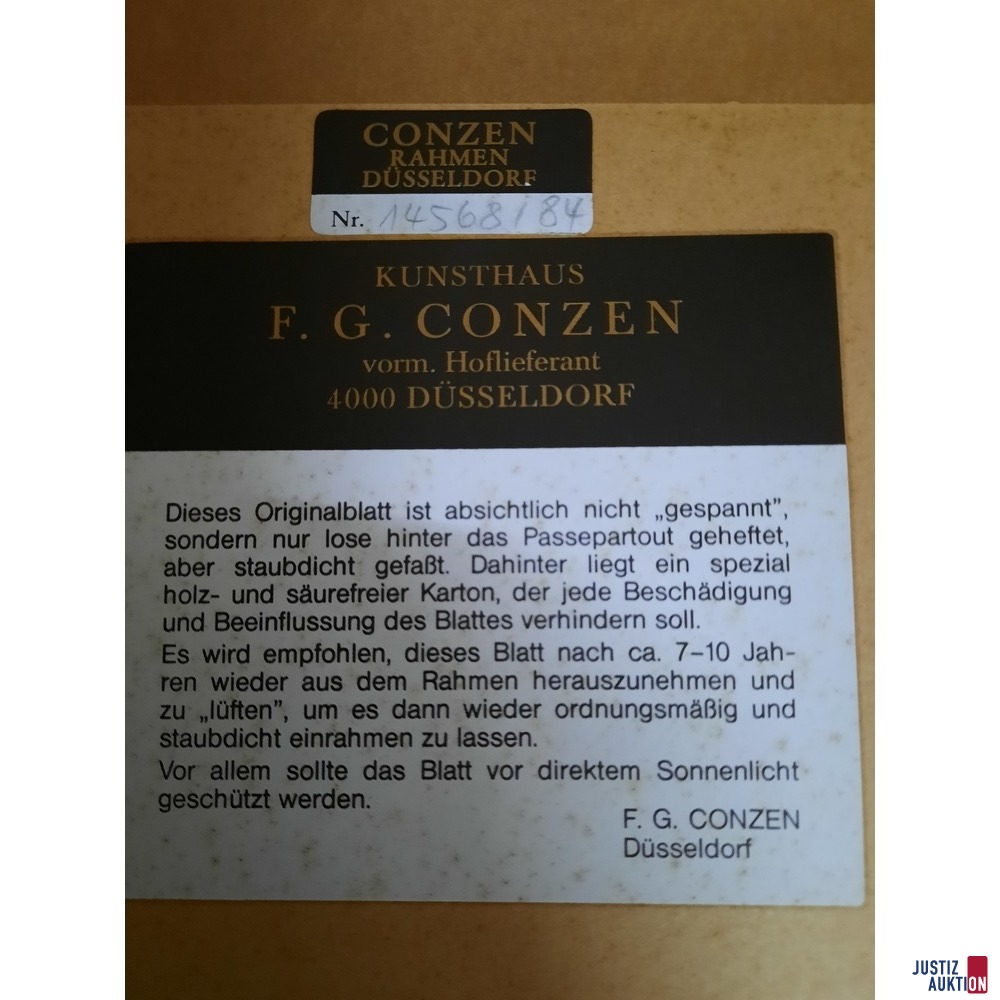 CONZEN
RAHMEN
DÜSSELDORF
Nr. 14568/84
KUNSTHAUS
F. G. CONZEN
vorm. Hoflieferant
4000 DÜSSELDORF
Dieses Originalblatt ist absichtlich nicht „gespannt”,
sondern nur lose hinter das Passepartout geheftet,
aber staubdicht gefaßt. Dahinter liegt ein spezial
holz- und säurefreier Karton, der jede Beschädigung
und Beeinflussung des Blattes verhindern soll.
Es wird empfohlen, dieses Blatt nach ca. 7–10 Jah-
ren wieder aus dem Rahmen herauszunehmen und
zu „lüften”, um es dann wieder ordnungsmäßig und
staubdicht einrahmen zu lassen.
Vor allem sollte das Blatt vor direktem Sonnenlicht
geschützt werden.
F. G. CONZEN
Düsseldorf
JUSTIZ
AUKTION